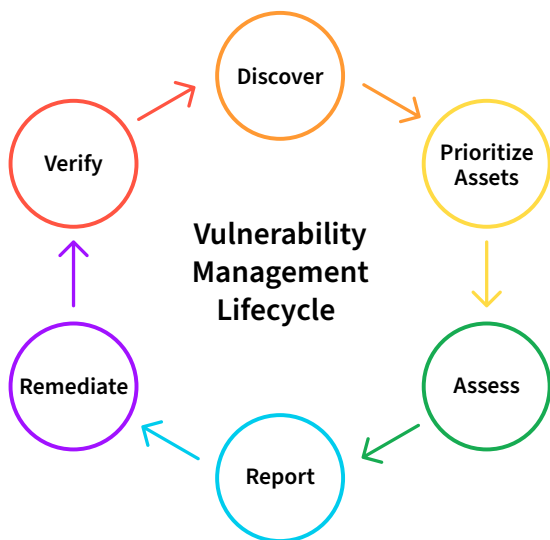 Discover
Prioritize
Assets
Assess
Report
Remediate
Verify
Vulnerability
Management
Lifecycle